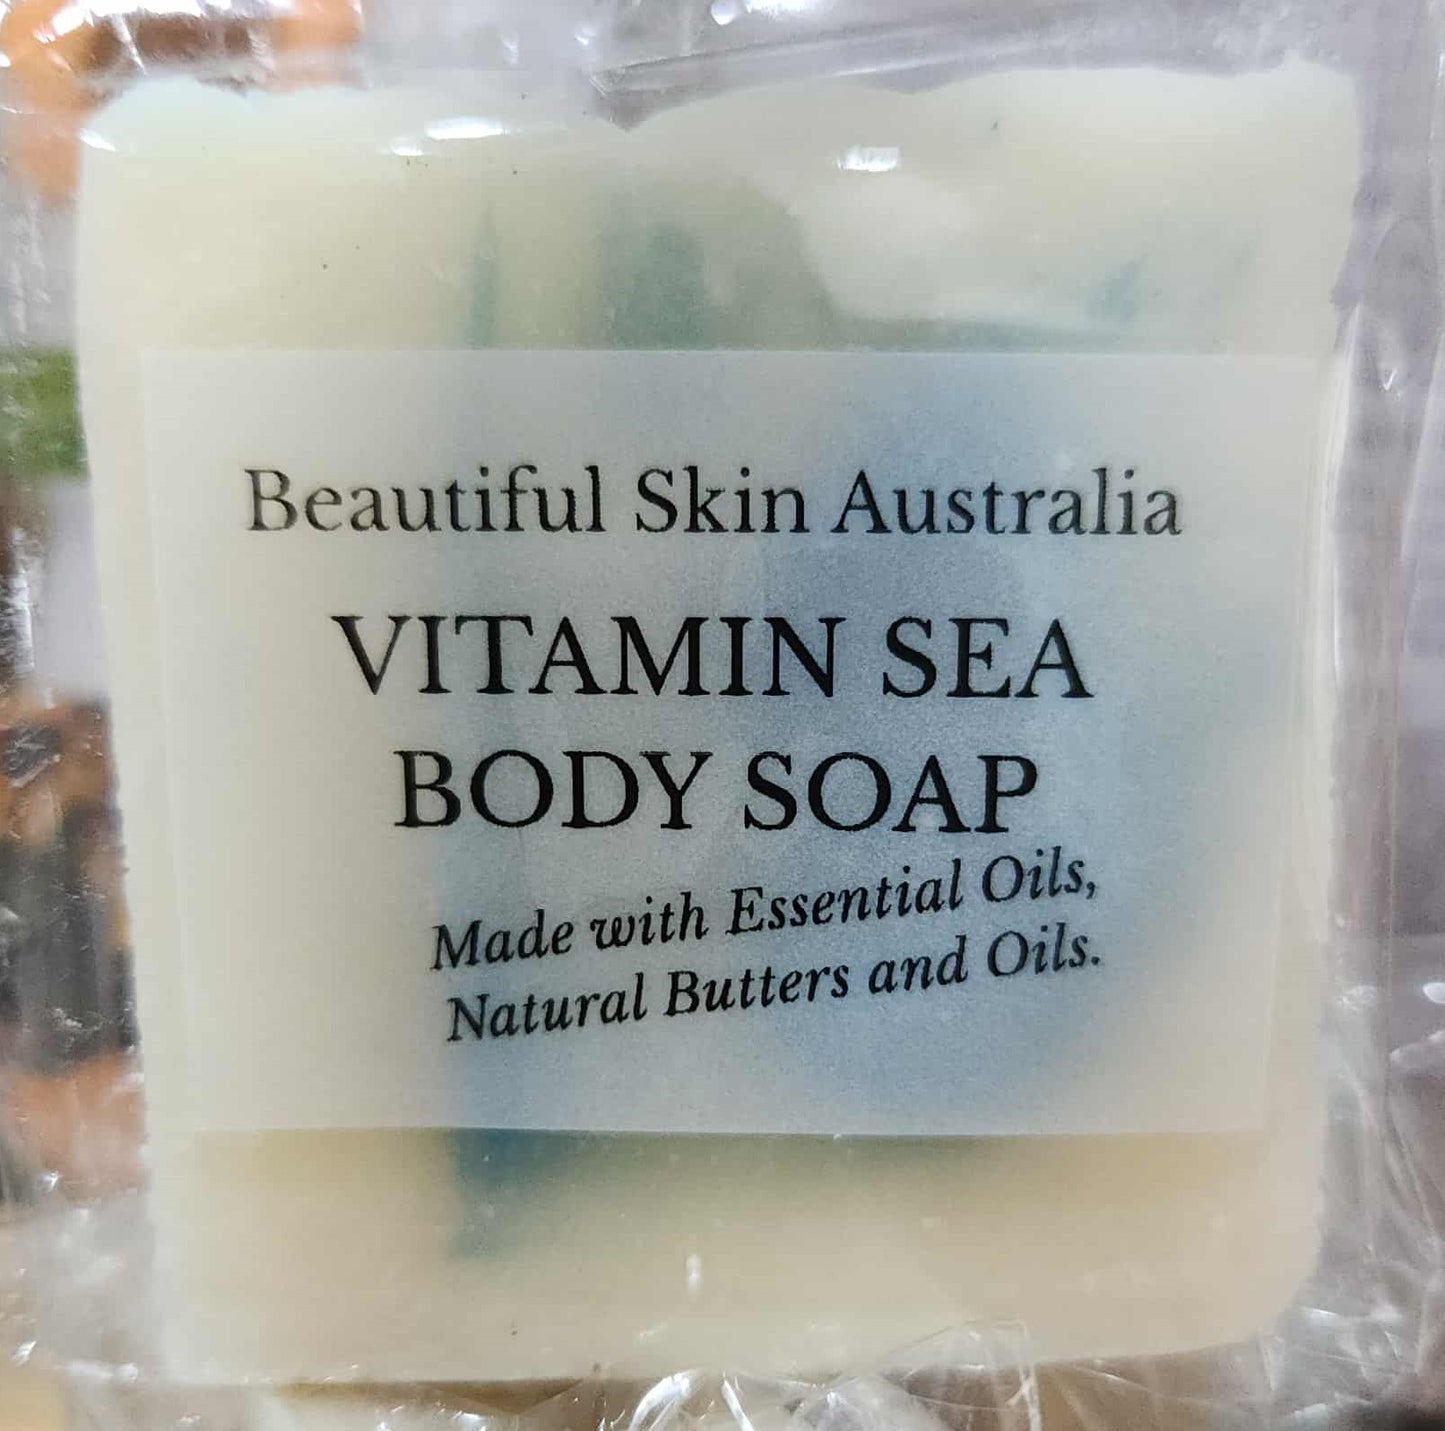 Beautiful Skin Australia
VITAMIN SEA
BODY SOAP
Made with Essential Oils,
Natural Butters and Oils.